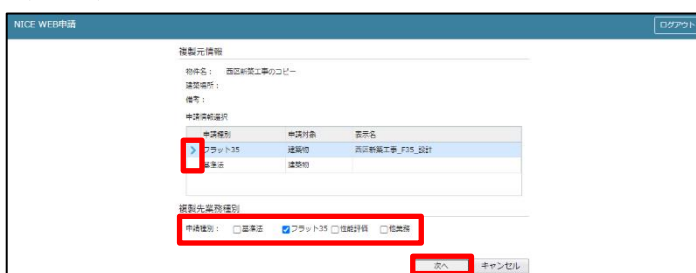 NICE WEB申請 ログアウト
複製元情報
物件名： 西区新築工事のコピー
建築場所：
備考：
申請情報選択
申請種別 申請対象 表示名
フラット35 建築物 西区新築工事_F35_設計
基準法 建築物
複製先業務種別
申請種別： 基準法 フラット35 性能評価 他業務
次へ キャンセル